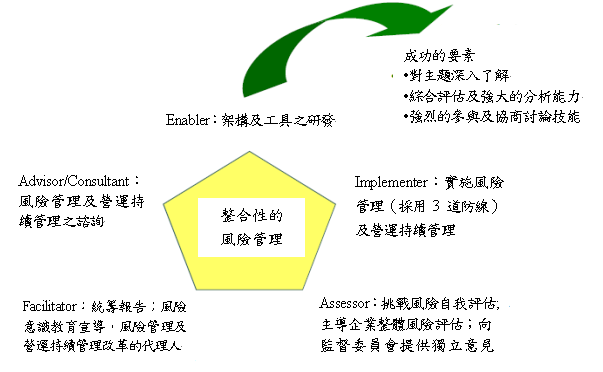 成功的要素
•對主題深入了解
•綜合評估及強大的分析能力
•強烈的參與及協商討論技能
Enabler：架構及工具之研發
Advisor/Consultant：
風險管理及營運持
續管理之諮詢
整合性的
風險管理
Implementer：實施風險
管理（採用 3 道防線）
及營運持續管理
Facilitator：統籌報告；風險
意識教育宣導，風險管理及
營運持續管理改革的代理人
Assessor：挑戰風險自我評估,
主導企業整體風險評估；向
監督委員會提供獨立意見